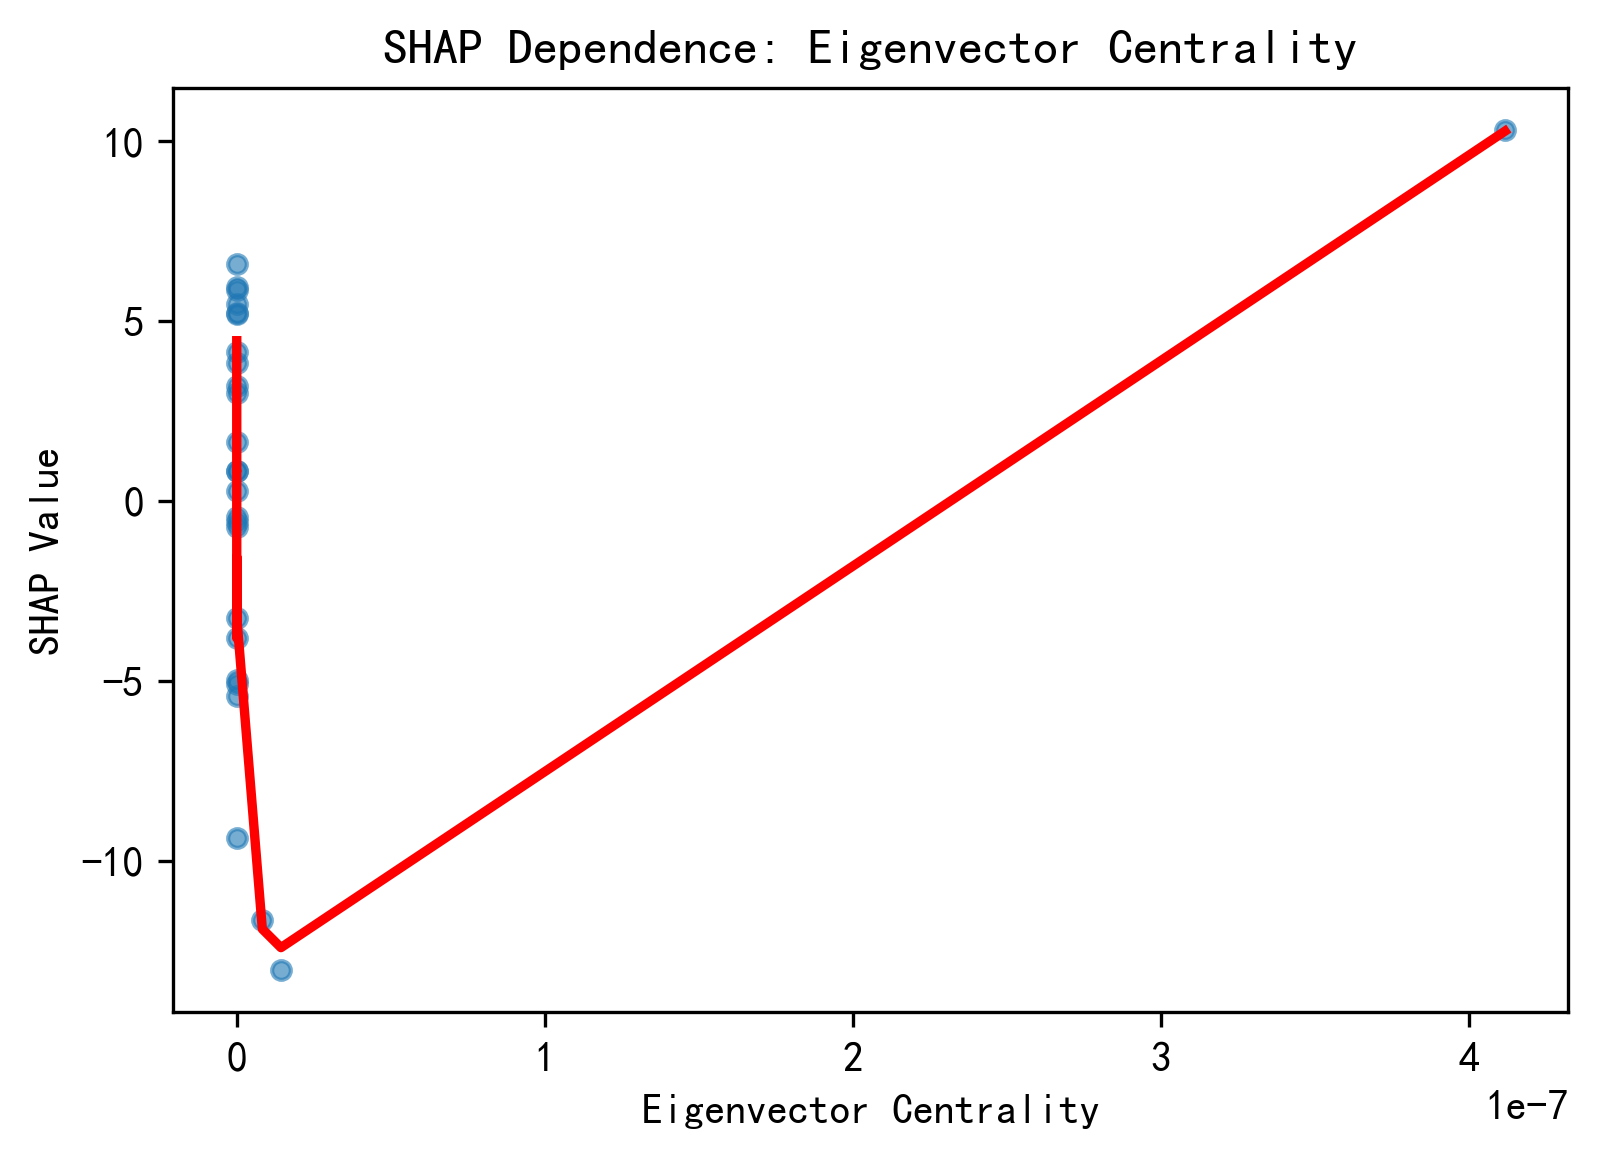 SHAP Dependence: Eigenvector Centrality
10
5
0
−5
−10
SHAP Value
0 1 2 3 4
1e−7
Eigenvector Centrality